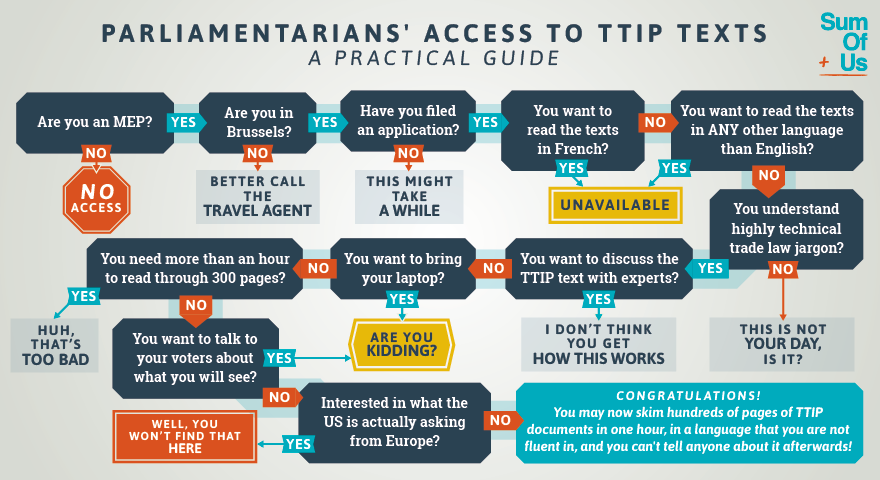 PARLIAMENTARIANS' ACCESS TO TTIP TEXTS
A PRACTICAL GUIDE
Sum
Of
+ Us
Are you an MEP?
YES
Are you in
Brussels?
YES
Have you filed
an application?
YES
You want to
read the texts
in French?
NO
You want to read the texts
in ANY other language
than English?
NO
NO
ACCESS
NO
BETTER CALL
THE
TRAVEL AGENT
NO
THIS MIGHT
TAKE
A WHILE
YES
YES
UNAVAILABLE
NO
You understand
highly technical
trade law jargon?
YES
NO
THIS IS NOT
YOUR DAY,
IS IT?
You want to discuss the
TTIP text with experts?
NO
YES
I DON'T THINK
YOU GET
HOW THIS WORKS
You want to bring
your laptop?
NO
YES
ARE YOU
KIDDING?
You need more than an hour
to read through 300 pages?
YES
HUH,
THAT'S
TOO BAD
NO
You want to talk to
your voters about
what you will see?
YES
NO
Interested in what the
US is actually asking
from Europe?
YES
WELL, YOU
WON'T FIND THAT
HERE
NO
CONGRATULATIONS!
You may now skim hundreds of pages of TTIP
documents in one hour, in a language that you are not
fluent in, and you can't tell anyone about it afterwards!